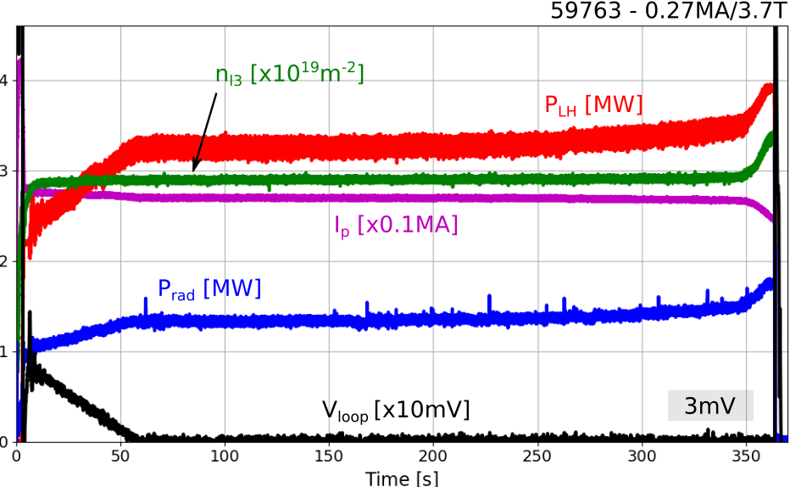 59763 - 0.27MA/3.7T
n_l3 [x10^19m^-2]
P_LH [MW]
I_p [x0.1MA]
P_rad [MW]
V_loop [x10mV]
3mV
4
3
2
1
0
0 50 100 150 200 250 300 350
Time [s]